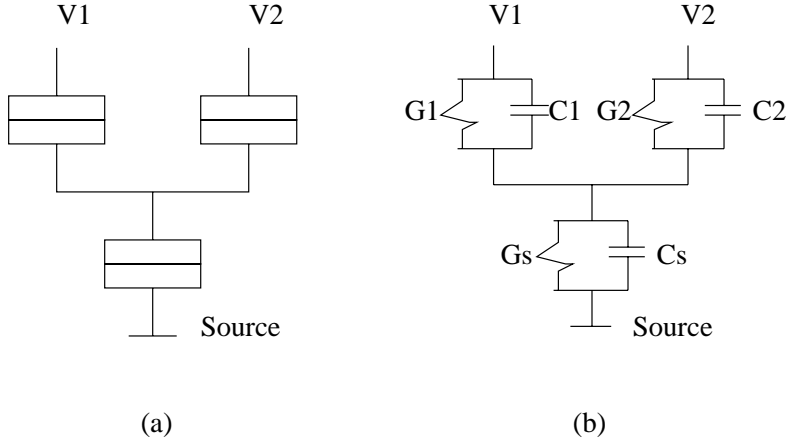 V1 V2 V1 V2
G1 C1 G2 C2
Gs Cs
Source Source
(a) (b)